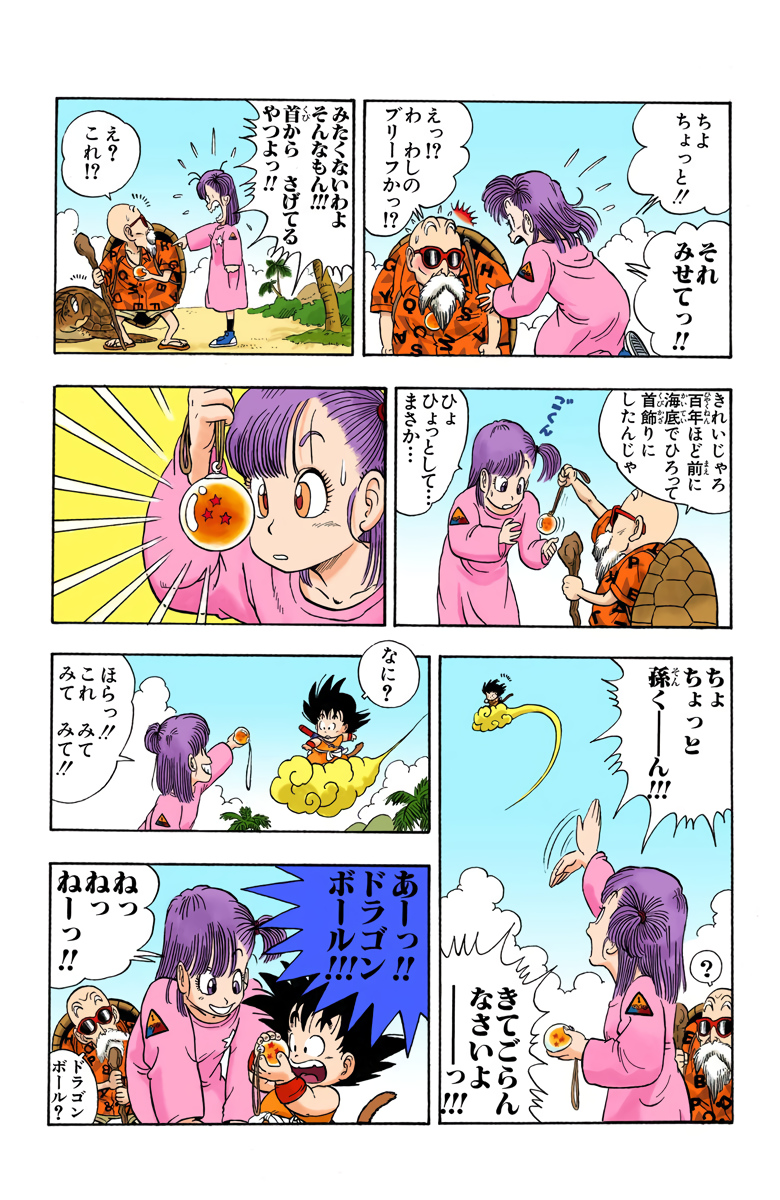 ちょ
ちょっと!!
それ
みせてっ!!
えっ!?
わ わしの
ブリーフかっ!?
みたくないわよ
そんなもん!!!
首から さげてる
やつよっ!!
え?
これ!?
きれいじゃろ
百年ほど前に
海底でひろって
首飾りに
したんじゃ
ごくん
ひょ
ひょっとして…
まさか…
ちょ
ちょっと
孫くーーん!!!
?
きてごらん
なさいよ
ーーーっ!!!
なに?
ほらっ!!
これ みて
みて みて!!
あーっ!!
ドラゴン
ボール!!!
ねっ
ねっ
ねーっ!!
ドラゴン
ボール?